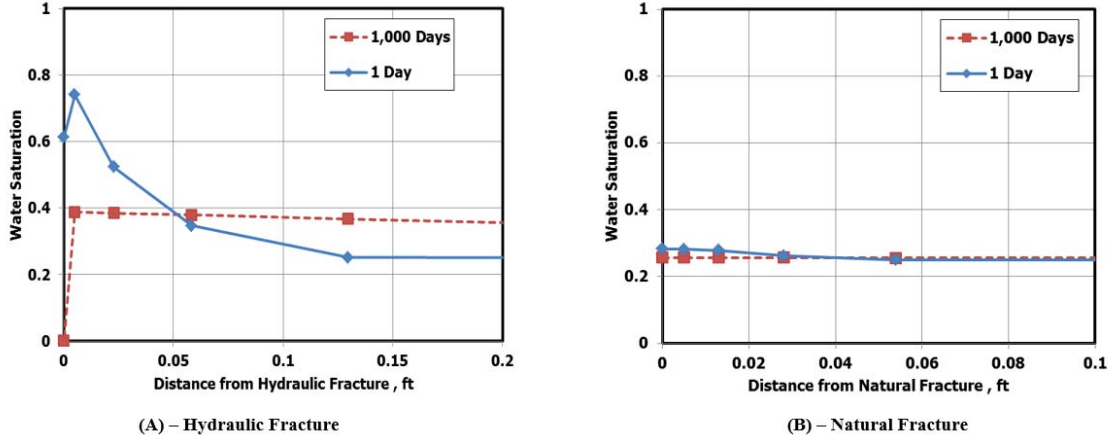 1
0.8
0.6
0.4
0.2
0
Water Saturation
1,000 Days
1 Day
0
0.05
0.1
0.15
0.2
Distance from Hydraulic Fracture , ft
(A) – Hydraulic Fracture
1
0.8
0.6
0.4
0.2
0
Water Saturation
1,000 Days
1 Day
0
0.02
0.04
0.06
0.08
0.1
Distance from Natural Fracture , ft
(B) – Natural Fracture